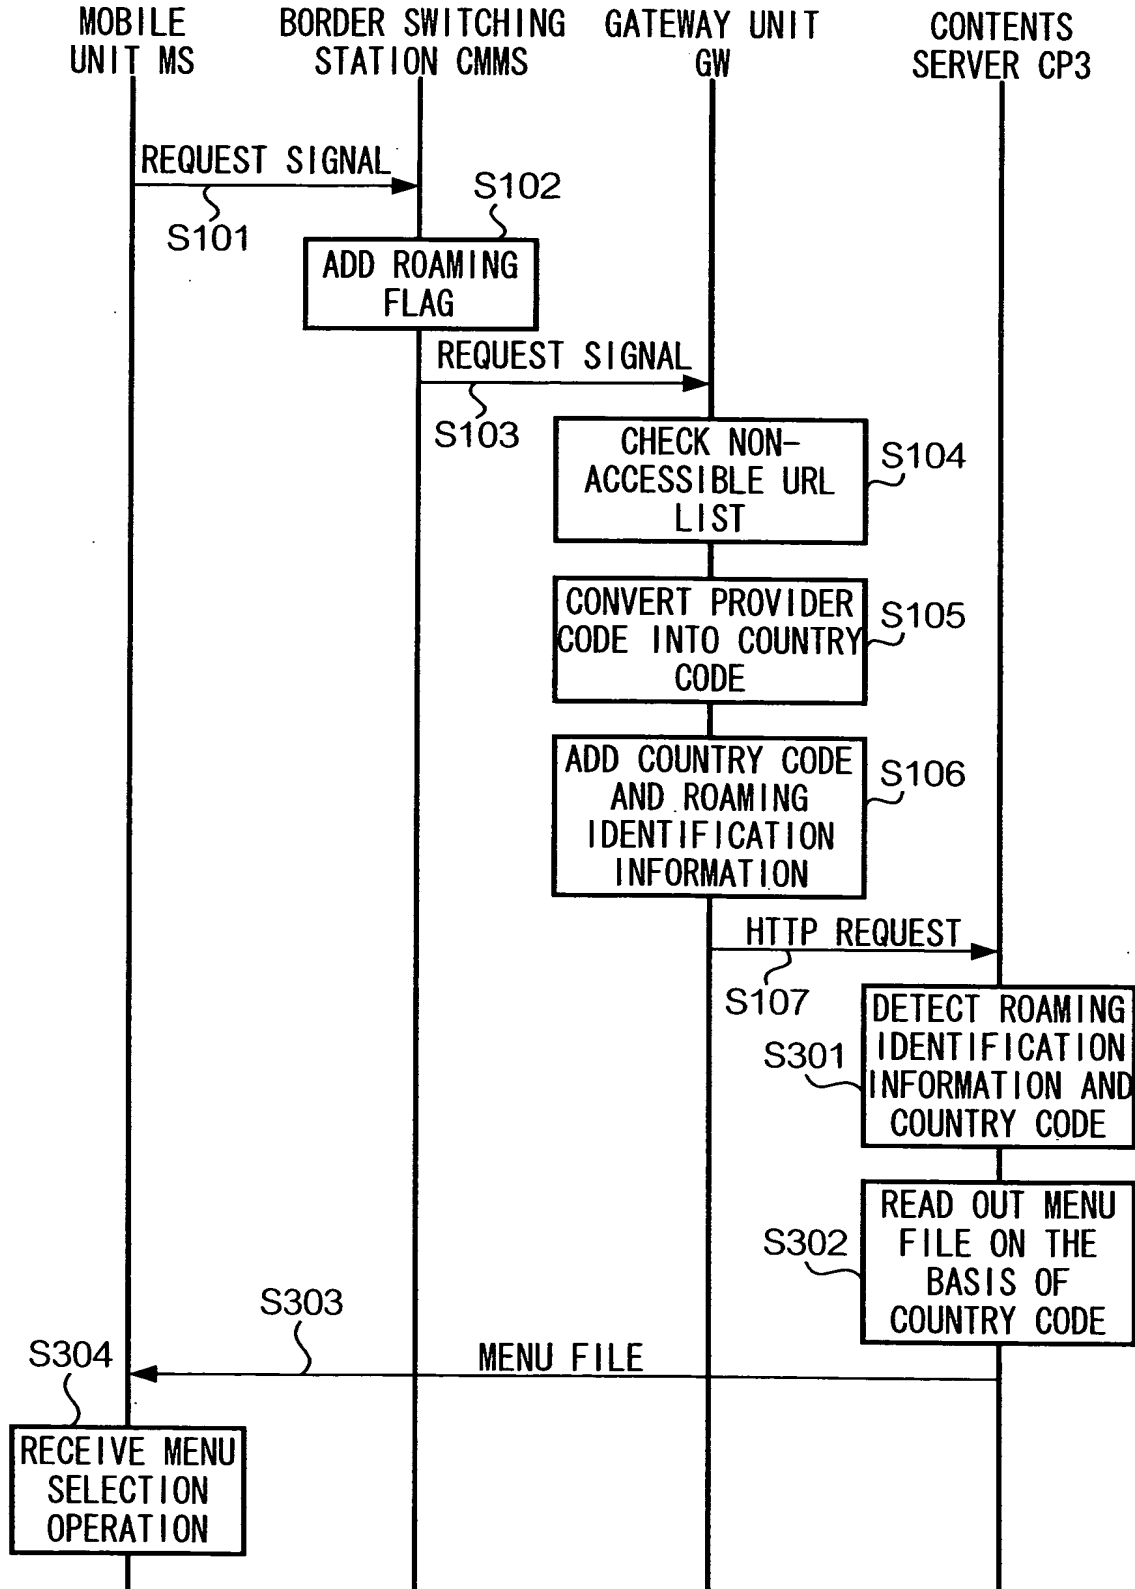 MOBILE
UNIT MS
BORDER SWITCHING
STATION CMMS
GATEWAY UNIT
GW
CONTENTS
SERVER CP3
REQUEST SIGNAL
S101
S102
ADD ROAMING
FLAG
REQUEST SIGNAL
S103
CHECK NON-
ACCESSIBLE URL
LIST
S104
CONVERT PROVIDER
CODE INTO COUNTRY
CODE
S105
ADD COUNTRY CODE
AND ROAMING
IDENTIFICATION
INFORMATION
S106
HTTP REQUEST
S107
DETECT ROAMING
IDENTIFICATION
INFORMATION AND
COUNTRY CODE
S301
READ OUT MENU
FILE ON THE
BASIS OF
COUNTRY CODE
S302
S303
MENU FILE
S304
RECEIVE MENU
SELECTION
OPERATION